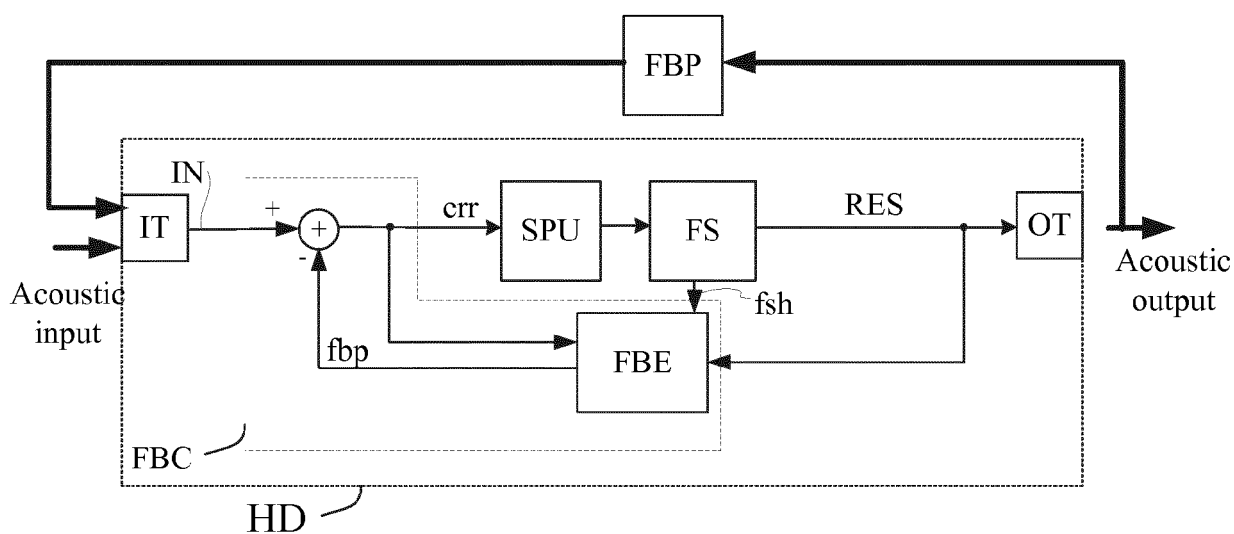 FBP
IN
IT
+
+
-
crr
SPU
FS
RES
OT
Acoustic
input
Acoustic
output
fsh
fbp
FBE
FBC
HD